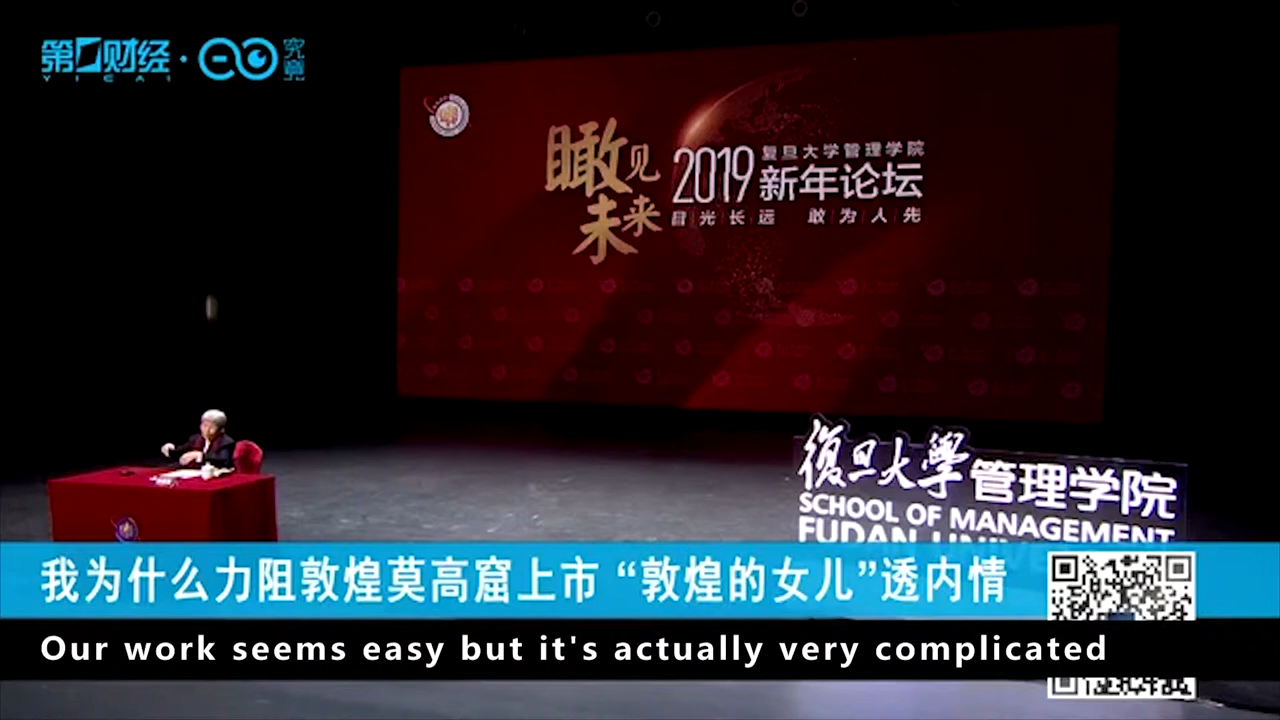 第一财经·究竟
YICAI
瞰见
未来
2019
复旦大学管理学院
新年论坛
目光长远 敢为人先
復旦大學管理学院
SCHOOL OF MANAGEMENT
FUDAN
我为什么力阻敦煌莫高窟上市 “敦煌的女儿”透内情
Our work seems easy but it's actually very complicated